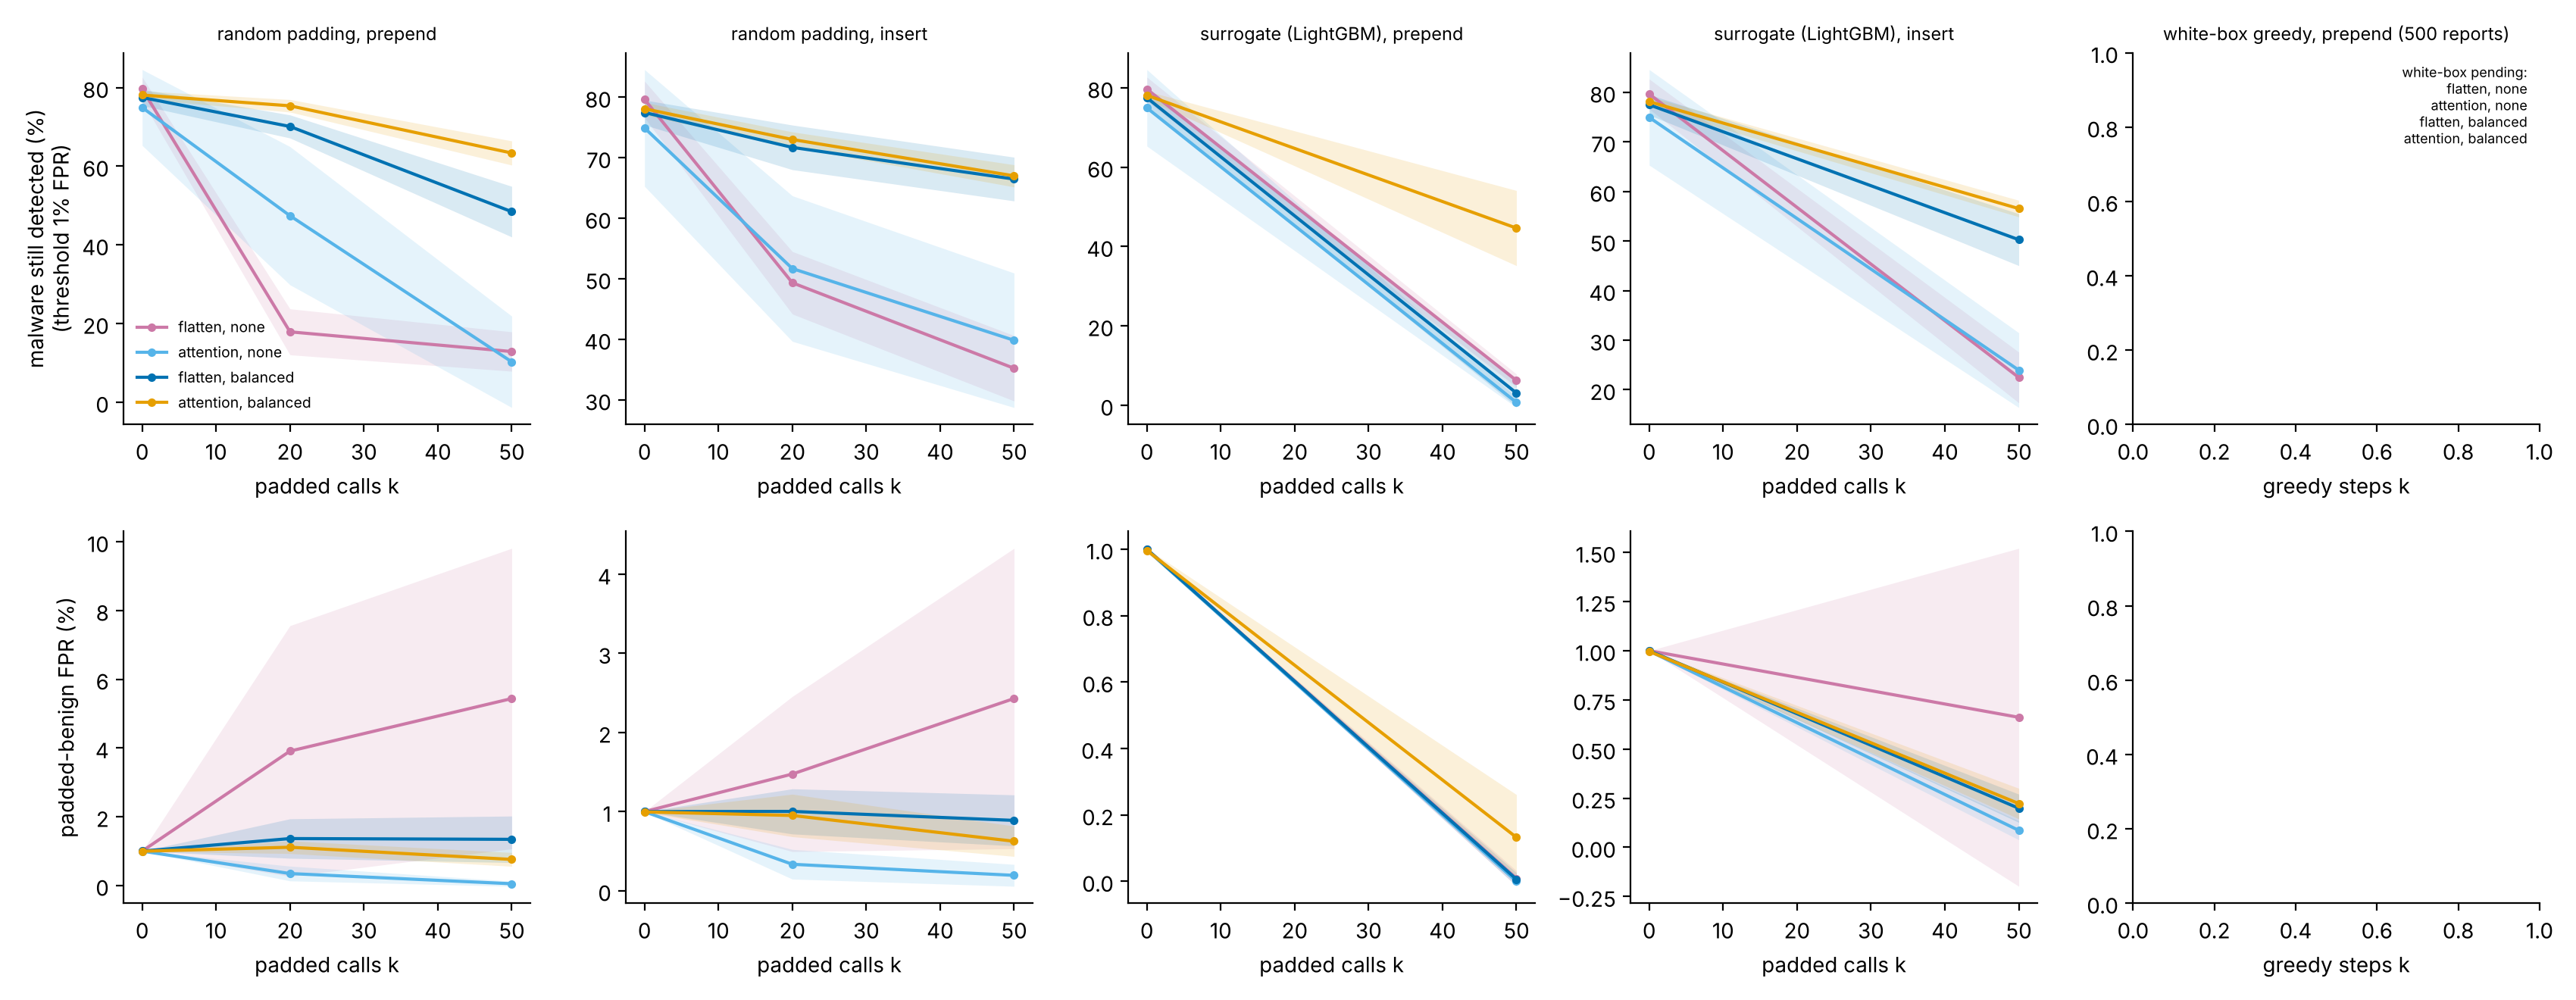 random padding, prepend
random padding, insert
surrogate (LightGBM), prepend
surrogate (LightGBM), insert
white-box greedy, prepend (500 reports)
malware still detected (%)
(threshold 1% FPR)
80
60
40
20
0
flatten, none
attention, none
flatten, balanced
attention, balanced
0 10 20 30 40 50
padded calls k
80
70
60
50
40
30
0 10 20 30 40 50
padded calls k
80
60
40
20
0
0 10 20 30 40 50
padded calls k
80
70
60
50
40
30
20
0 10 20 30 40 50
padded calls k
1.0
0.8
0.6
0.4
0.2
0.0
white-box pending:
flatten, none
attention, none
flatten, balanced
attention, balanced
0.0 0.2 0.4 0.6 0.8 1.0
greedy steps k
padded-benign FPR (%)
10
8
6
4
2
0
0 10 20 30 40 50
padded calls k
4
3
2
1
0
0 10 20 30 40 50
padded calls k
1.0
0.8
0.6
0.4
0.2
0.0
0 10 20 30 40 50
padded calls k
1.50
1.25
1.00
0.75
0.50
0.25
0.00
−0.25
0 10 20 30 40 50
padded calls k
1.0
0.8
0.6
0.4
0.2
0.0
0.0 0.2 0.4 0.6 0.8 1.0
greedy steps k